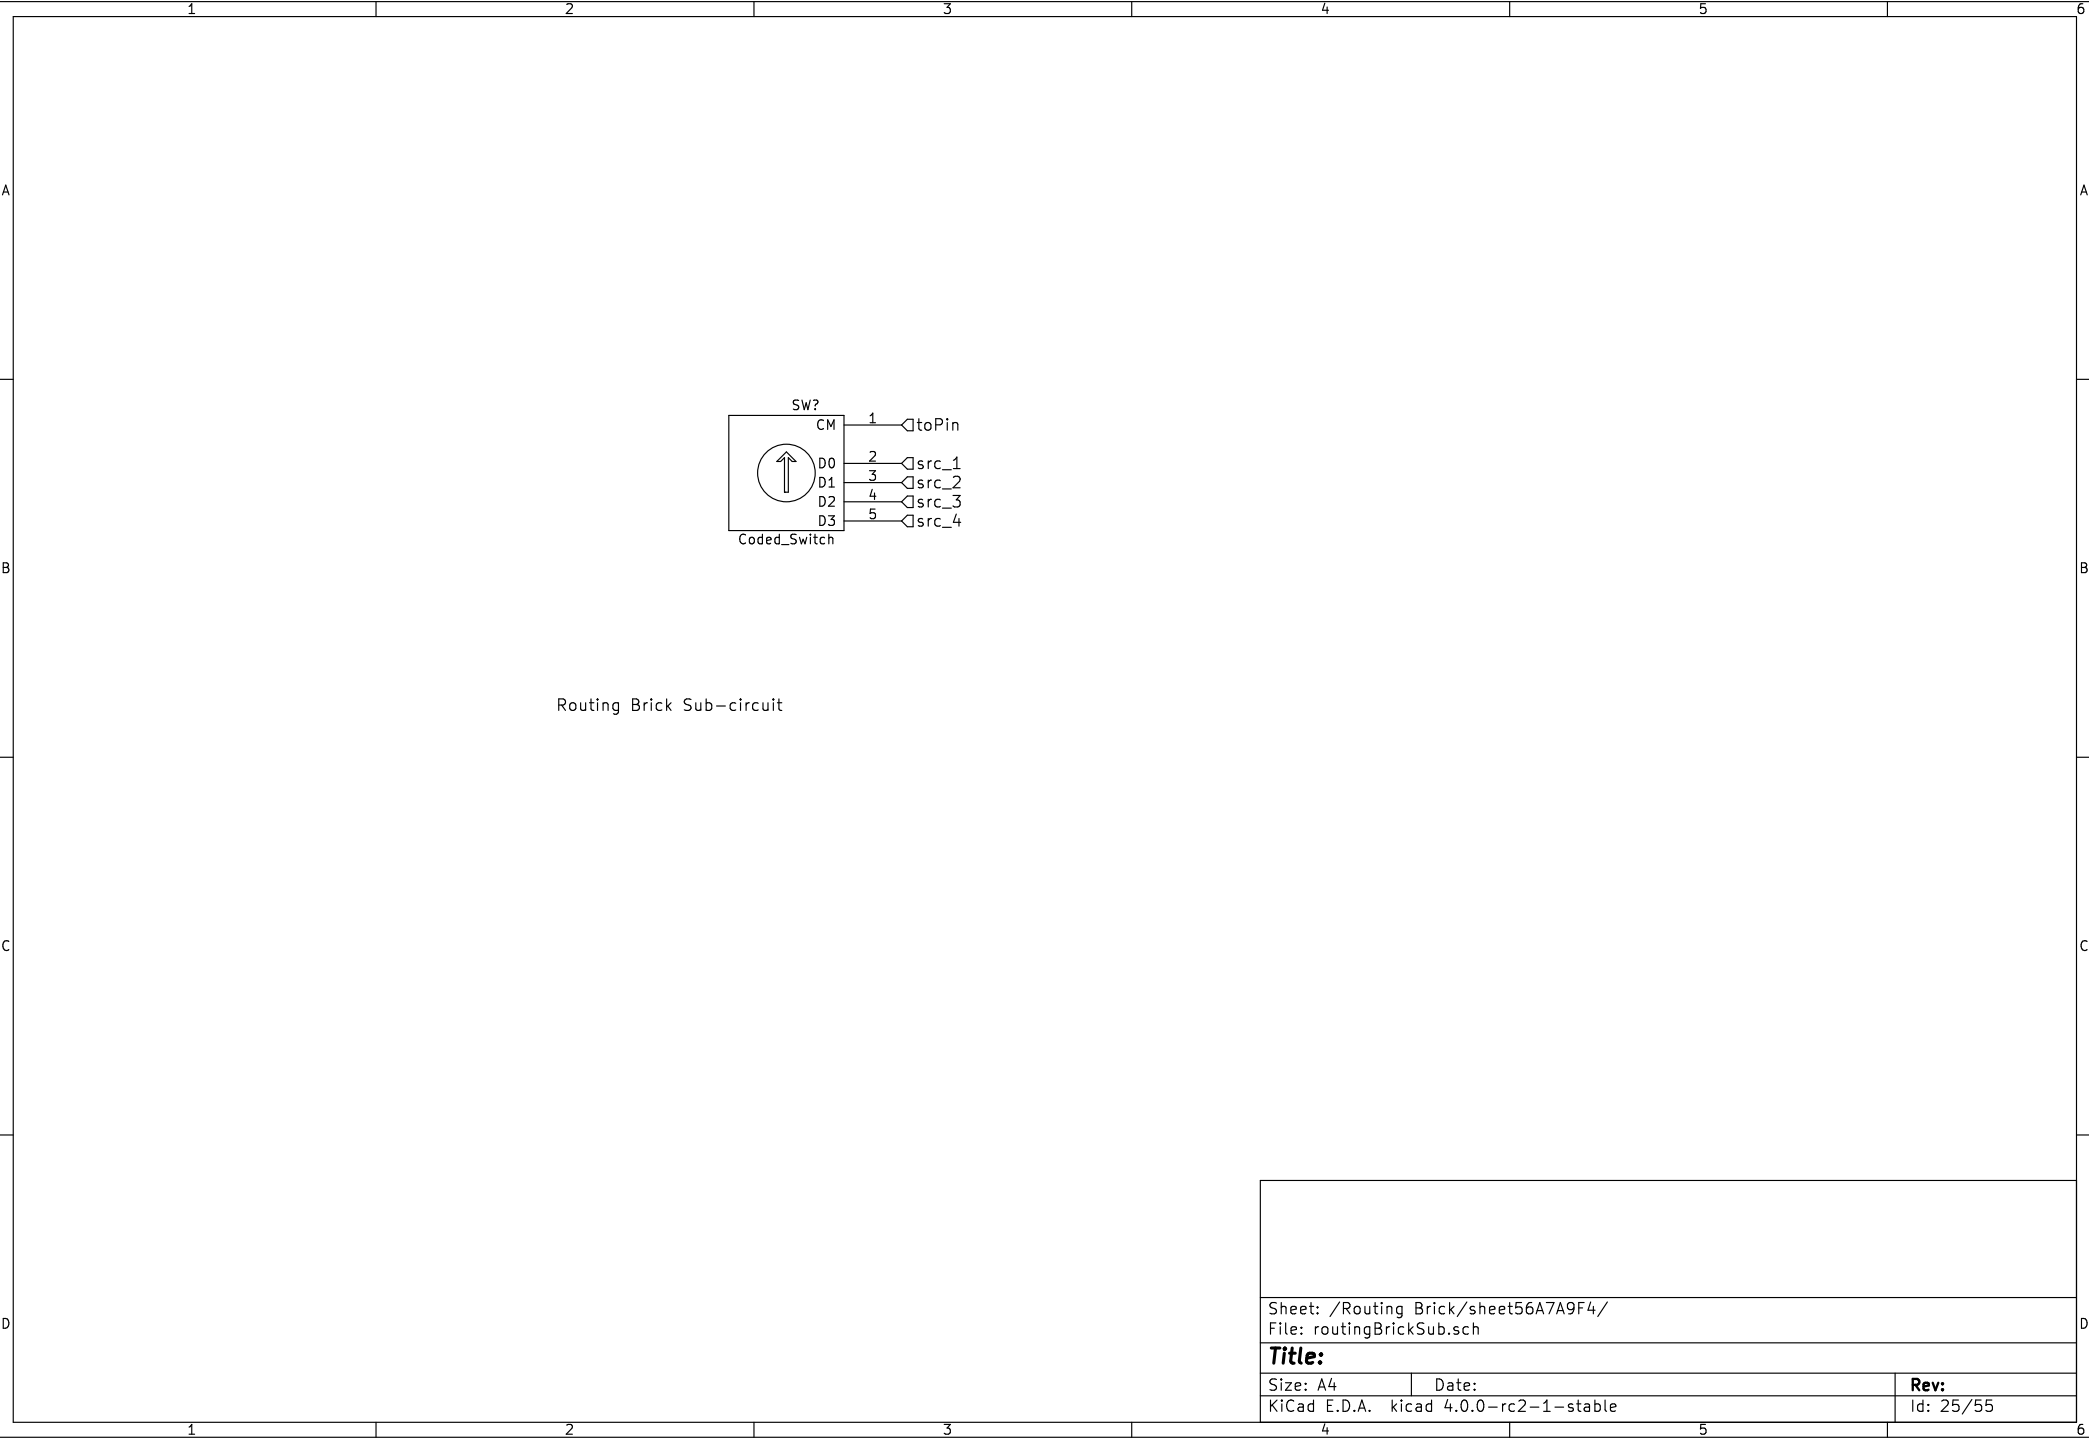 1 2 3 4 5 6
A A
SW?
CM 1 toPin
D0 2 src_1
D1 3 src_2
D2 4 src_3
D3 5 src_4
Coded_Switch
B B
Routing Brick Sub-circuit
C C
Sheet: /Routing Brick/sheet56A7A9F4/
D D
File: routingBrickSub.sch
Title:
Size: A4 Date: Rev:
KiCad E.D.A. kicad 4.0.0-rc2-1-stable Id: 25/55
1 2 3 4 5 6